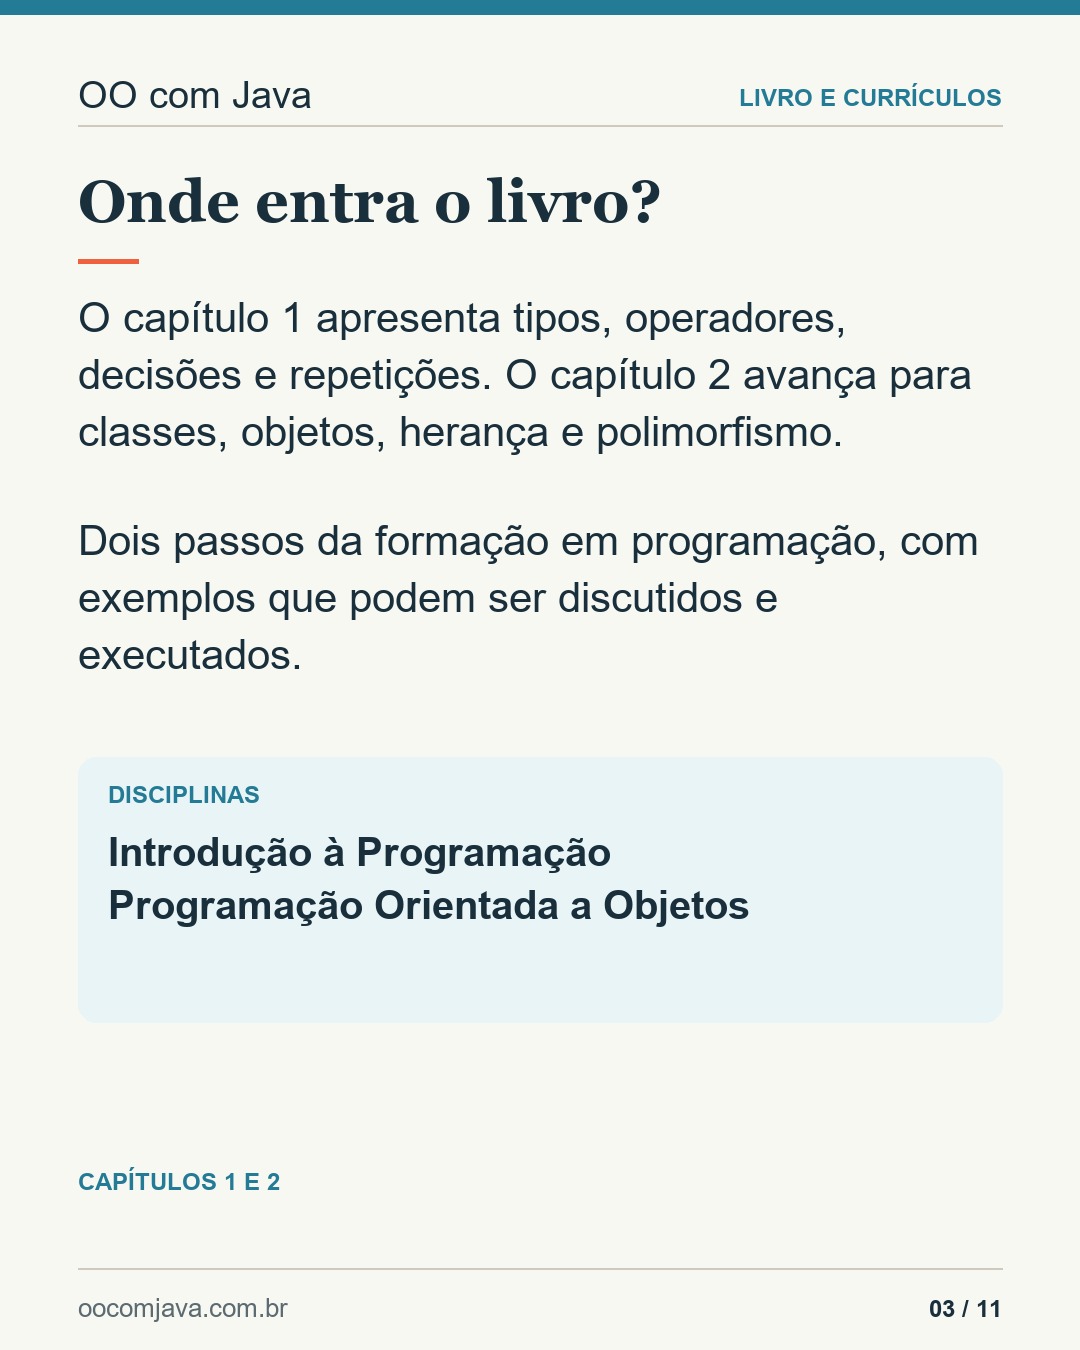 OO com Java
LIVRO E CURRÍCULOS
Onde entra o livro?
O capítulo 1 apresenta tipos, operadores,
decisões e repetições. O capítulo 2 avança para
classes, objetos, herança e polimorfismo.
Dois passos da formação em programação, com
exemplos que podem ser discutidos e
executados.
DISCIPLINAS
Introdução à Programação
Programação Orientada a Objetos
CAPÍTULOS 1 E 2
oocomjava.com.br
03 / 11